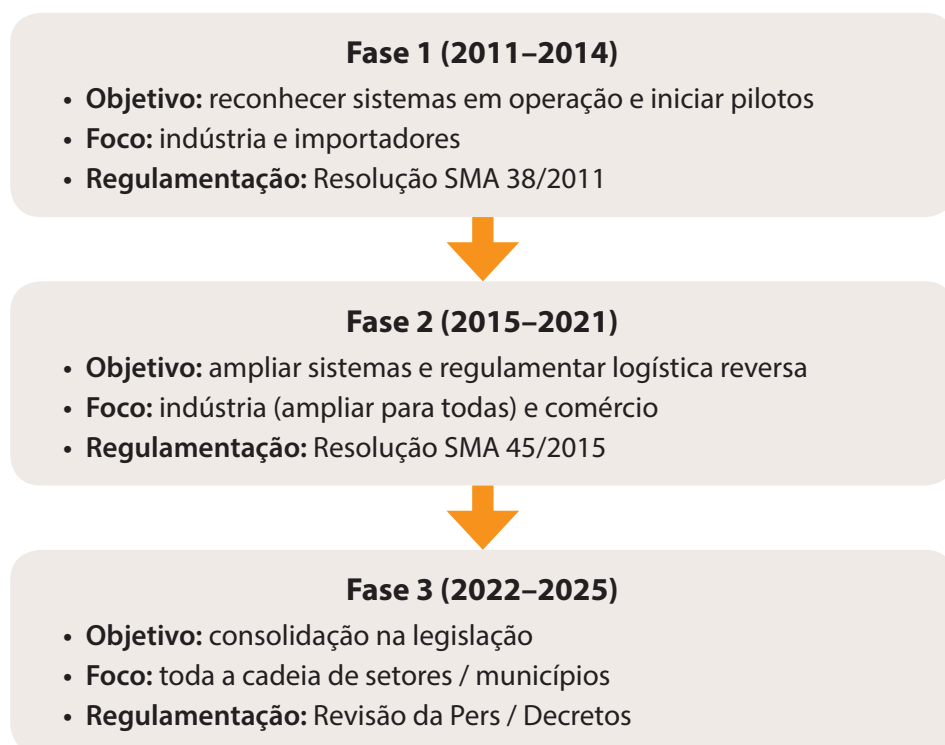 Fase 1 (2011–2014)
• Objetivo: reconhecer sistemas em operação e iniciar pilotos
• Foco: indústria e importadores
• Regulamentação: Resolução SMA 38/2011
Fase 2 (2015–2021)
• Objetivo: ampliar sistemas e regulamentar logística reversa
• Foco: indústria (ampliar para todas) e comércio
• Regulamentação: Resolução SMA 45/2015
Fase 3 (2022–2025)
• Objetivo: consolidação na legislação
• Foco: toda a cadeia de setores / municípios
• Regulamentação: Revisão da Pers / Decretos